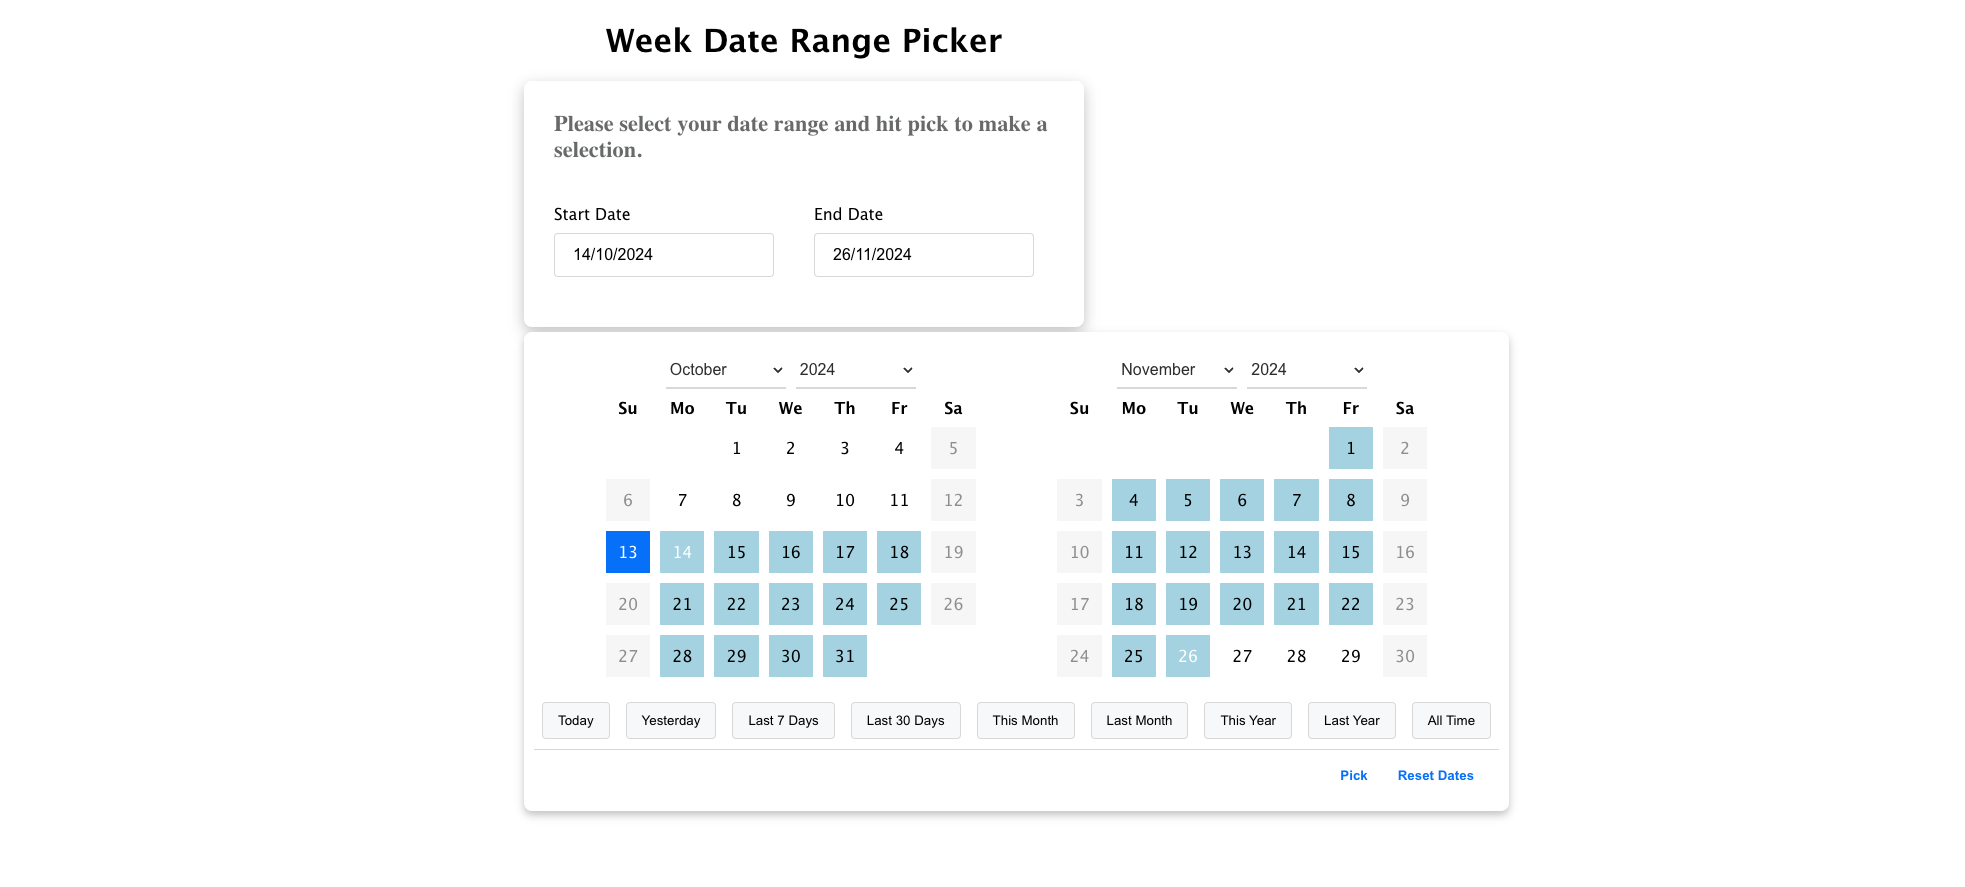 Week Date Range Picker
Please select your date range and hit pick to make a
selection.
Start Date End Date
14/10/2024 26/11/2024
October 2024
Su Mo Tu We Th Fr Sa
1 2 3 4 5
6 7 8 9 10 11 12
13 14 15 16 17 18 19
20 21 22 23 24 25 26
27 28 29 30 31
November 2024
Su Mo Tu We Th Fr Sa
1 2
3 4 5 6 7 8 9
10 11 12 13 14 15 16
17 18 19 20 21 22 23
24 25 26 27 28 29 30
Today Yesterday Last 7 Days Last 30 Days This Month Last Month This Year Last Year All Time
Pick Reset Dates